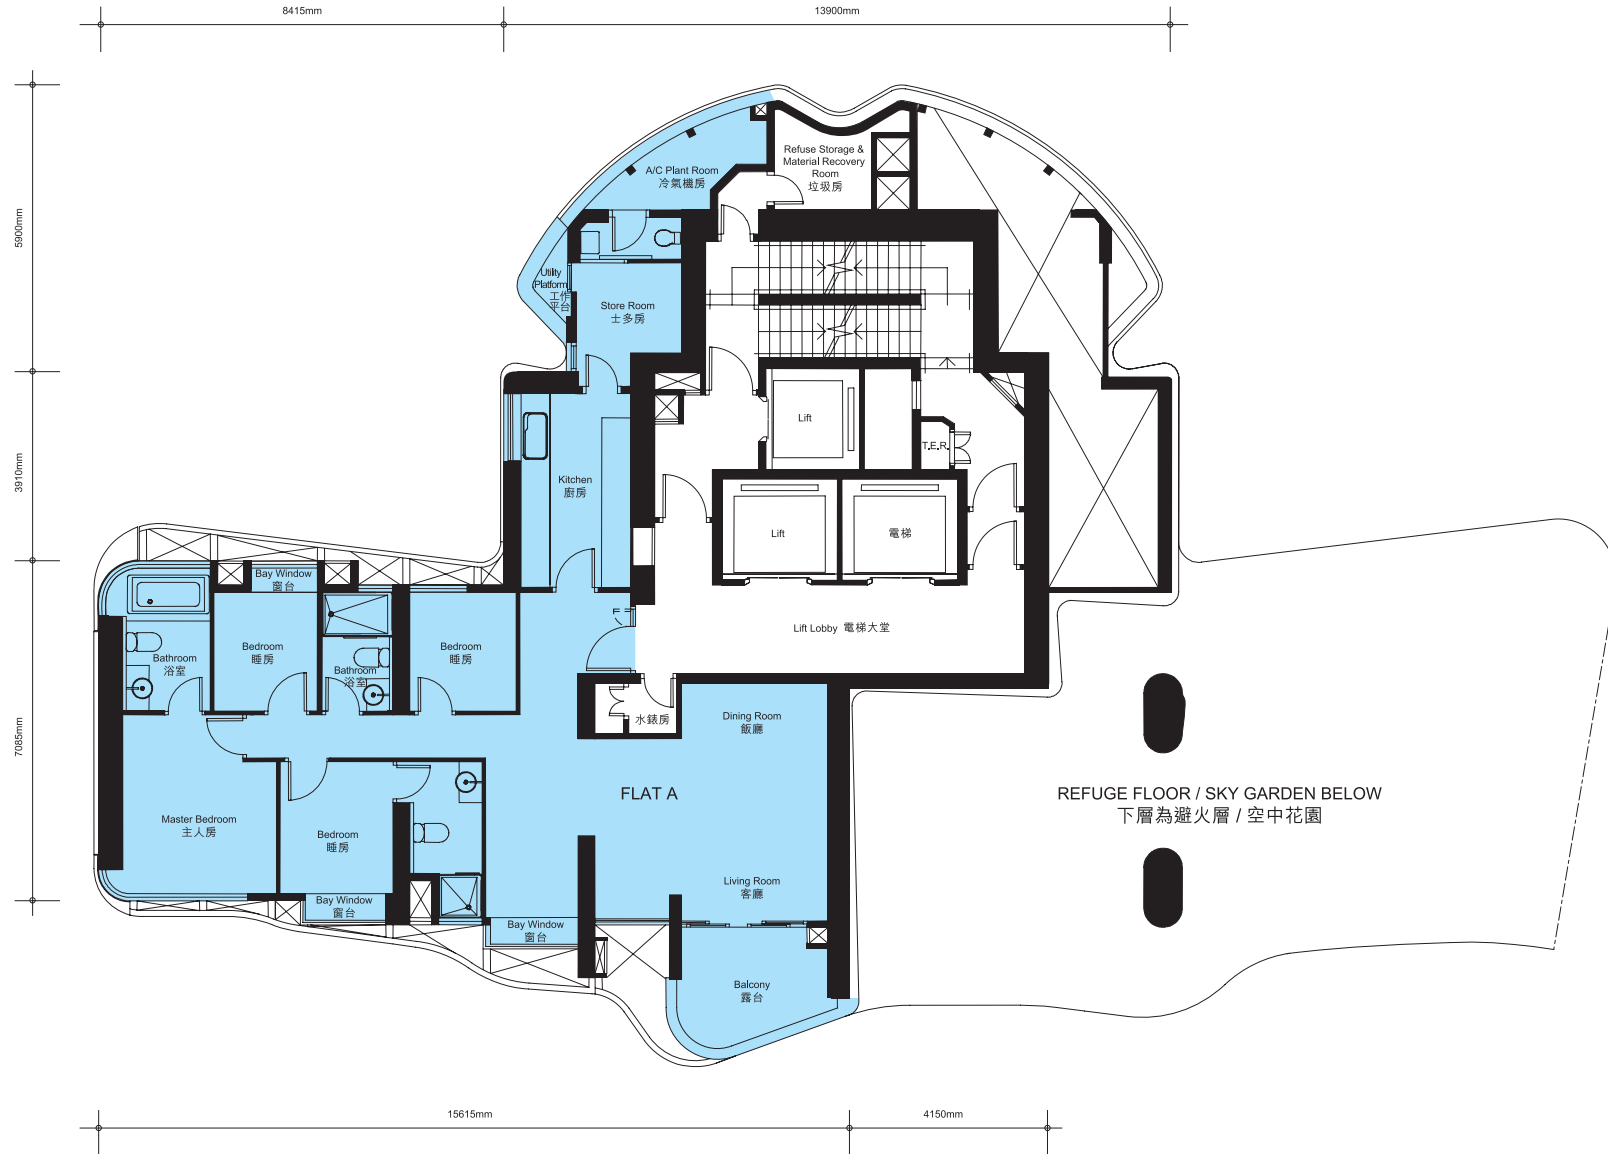 8415mm
13900mm
5900mm
3910mm
7085mm
Refuse Storage &
Material Recovery
Room
垃圾房
A/C Plant Room
冷氣機房
Utility
Platform
工作
平台
Store Room
士多房
Lift
T.E.R.
Kitchen
廚房
Lift
電梯
Bay Window
窗台
Lift Lobby 電梯大堂
Bathroom
浴室
Bedroom
睡房
Bathroom
浴室
Bedroom
睡房
水錶房
Dining Room
飯廳
FLAT A
REFUGE FLOOR / SKY GARDEN BELOW
下層為避火層 / 空中花園
Master Bedroom
主人房
Bedroom
睡房
Living Room
客廳
Bay Window
窗台
Bay Window
窗台
Balcony
露台
15615mm
4150mm